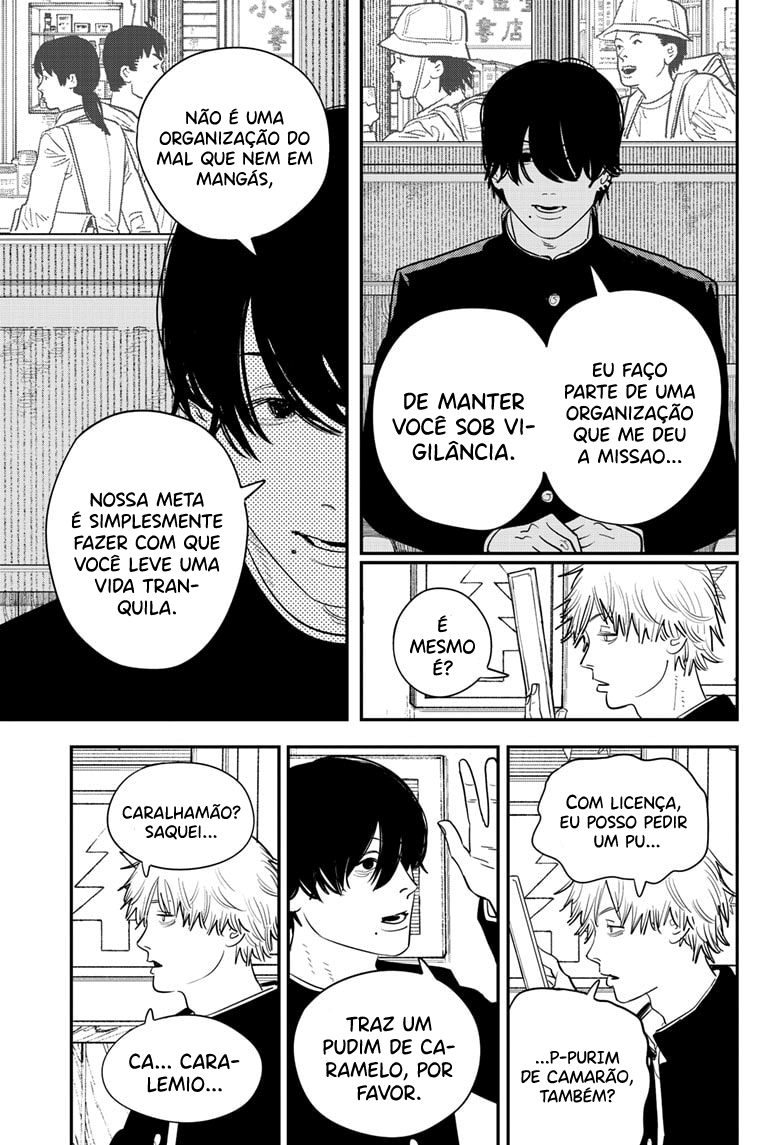 EU FAÇO
PARTE DE UMA
ORGANIZAÇÃO
QUE ME DEU
A MISSAO...
DE MANTER
VOCÊ SOB VI-
GILÂNCIA.
NÃO É UMA
ORGANIZAÇÃO DO
MAL QUE NEM EM
MANGÁS,
NOSSA META
É SIMPLESMENTE
FAZER COM QUE
VOCÊ LEVE UMA
VIDA TRAN-
QUILA.
É
MESMO
É?
COM LICENÇA,
EU POSSO PEDIR
UM PU...
...P-PURIM
DE CAMARÃO,
TAMBÉM?
TRAZ UM
PUDIM DE CA-
RAMELO, POR
FAVOR.
CARALHAMÃO?
SAQUEI...
CA... CARA-
LEMIO...